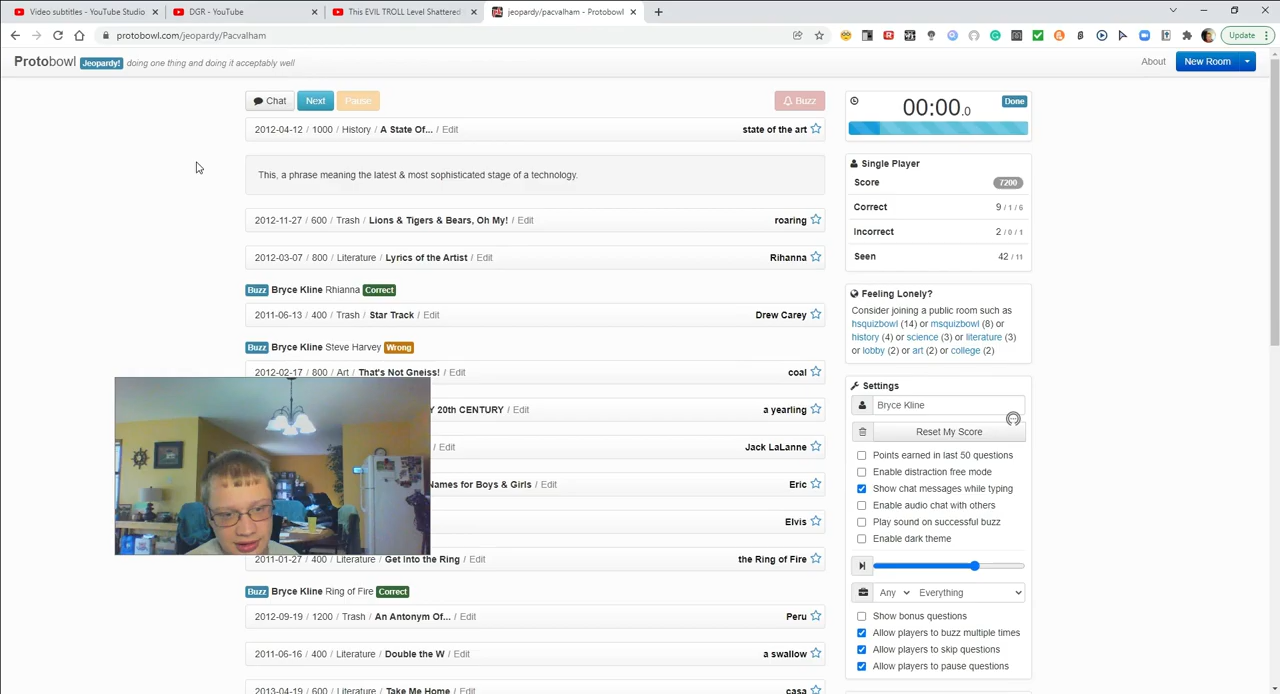 Video subtitles - YouTube Studio
DGR - YouTube
This EVIL TROLL Level Shattered
jeopardy/pacvalham - Protobowl
protobowl.com/jeopardy/Pacvalham
Update
Protobowl Jeopardy! doing one thing and doing it acceptably well
About
New Room
Chat
Next
Pause
Buzz
2012-04-12 / 1000 / History / A State Of... / Edit
state of the art
This, a phrase meaning the latest & most sophisticated stage of a technology.
2012-11-27 / 600 / Trash / Lions & Tigers & Bears, Oh My! / Edit
roaring
2012-03-07 / 800 / Literature / Lyrics of the Artist / Edit
Rihanna
Buzz Bryce Kline Rhianna Correct
2011-06-13 / 400 / Trash / Star Track / Edit
Drew Carey
Buzz Bryce Kline Steve Harvey Wrong
2012-02-17 / 800 / Art / That's Not Gneiss! / Edit
coal
Y 20th CENTURY / Edit
a yearling
/ Edit
Jack LaLanne
Names for Boys & Girls / Edit
Eric
Elvis
2011-01-27 / 400 / Literature / Get Into the Ring / Edit
the Ring of Fire
Buzz Bryce Kline Ring of Fire Correct
2012-09-19 / 1200 / Trash / An Antonym Of... / Edit
Peru
2011-06-16 / 400 / Literature / Double the W / Edit
a swallow
2013-04-19 / 600 / Literature / Take Me Home / Edit
casa
00:00.0
Done
Single Player
Score 7200
Correct 9 / 1 / 6
Incorrect 2 / 0 / 1
Seen 42 / 11
Feeling Lonely?
Consider joining a public room such as
hsquizbowl (14) or msquizbowl (8) or
history (4) or science (3) or literature (3)
or lobby (2) or art (2) or college (2)
Settings
Bryce Kline
Reset My Score
Points earned in last 50 questions
Enable distraction free mode
Show chat messages while typing
Enable audio chat with others
Play sound on successful buzz
Enable dark theme
Any
Everything
Show bonus questions
Allow players to buzz multiple times
Allow players to skip questions
Allow players to pause questions